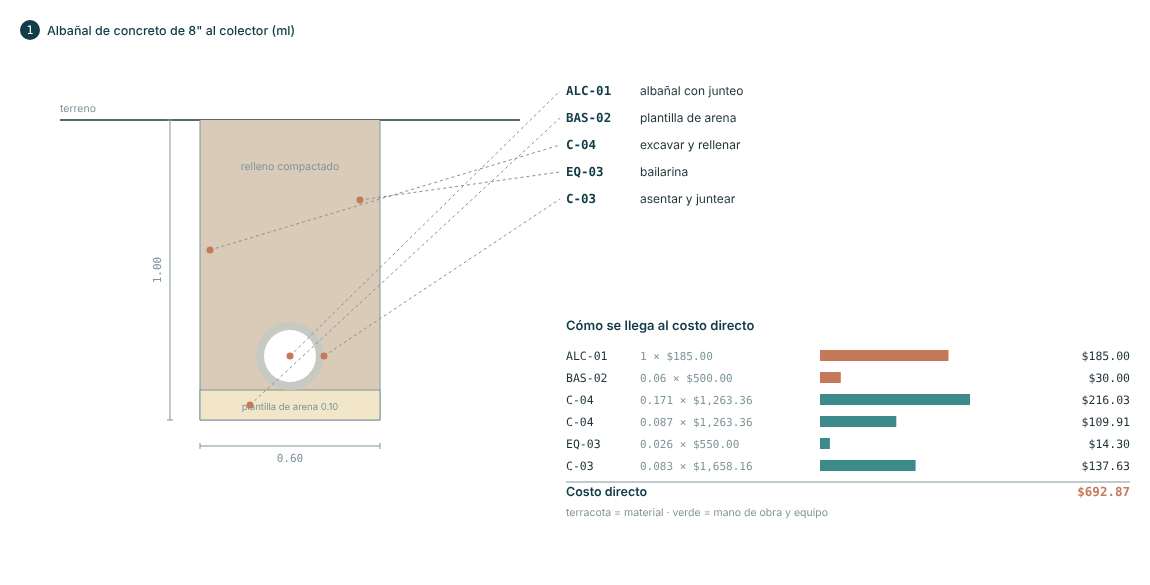 1 Albañal de concreto de 8" al colector (ml)
terreno
relleno compactado
1.00
plantilla de arena 0.10
0.60
ALC-01 albañal con junteo
BAS-02 plantilla de arena
C-04 excavar y rellenar
EQ-03 bailarina
C-03 asentar y juntear
Cómo se llega al costo directo
ALC-01 1 × $185.00 $185.00
BAS-02 0.06 × $500.00 $30.00
C-04 0.171 × $1,263.36 $216.03
C-04 0.087 × $1,263.36 $109.91
EQ-03 0.026 × $550.00 $14.30
C-03 0.083 × $1,658.16 $137.63
Costo directo $692.87
terracota = material · verde = mano de obra y equipo